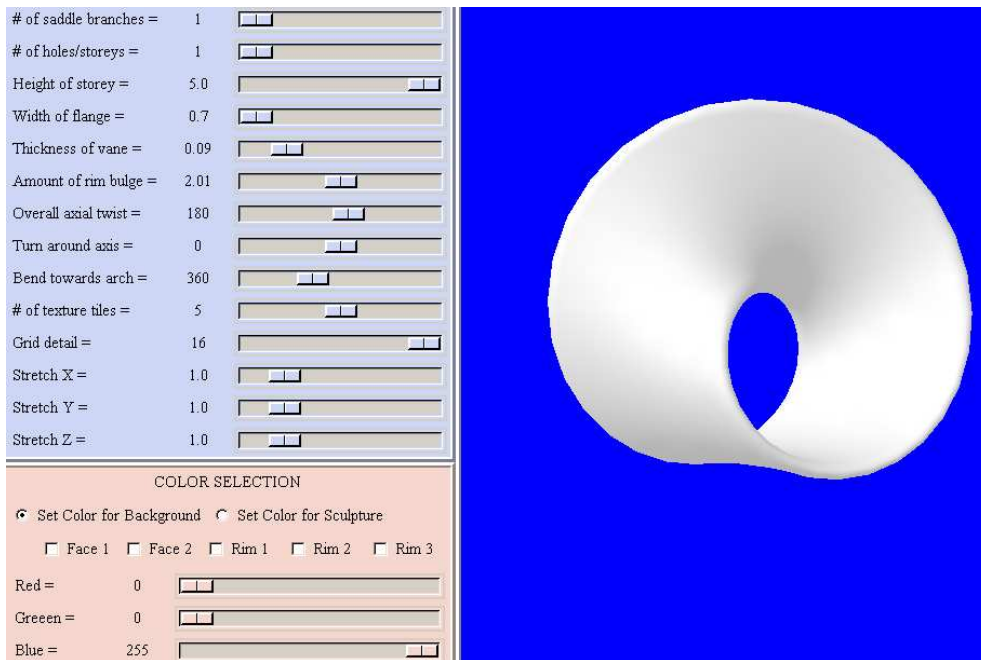 # of saddle branches = 1
# of holes/storeys = 1
Height of storey = 5.0
Width of flange = 0.7
Thickness of vane = 0.09
Amount of rim bulge = 2.01
Overall axial twist = 180
Turn around axis = 0
Bend towards arch = 360
# of texture tiles = 5
Grid detail = 16
Stretch X = 1.0
Stretch Y = 1.0
Stretch Z = 1.0
COLOR SELECTION
Set Color for Background Set Color for Sculpture
Face 1 Face 2 Rim 1 Rim 2 Rim 3
Red = 0
Greeen = 0
Blue = 255